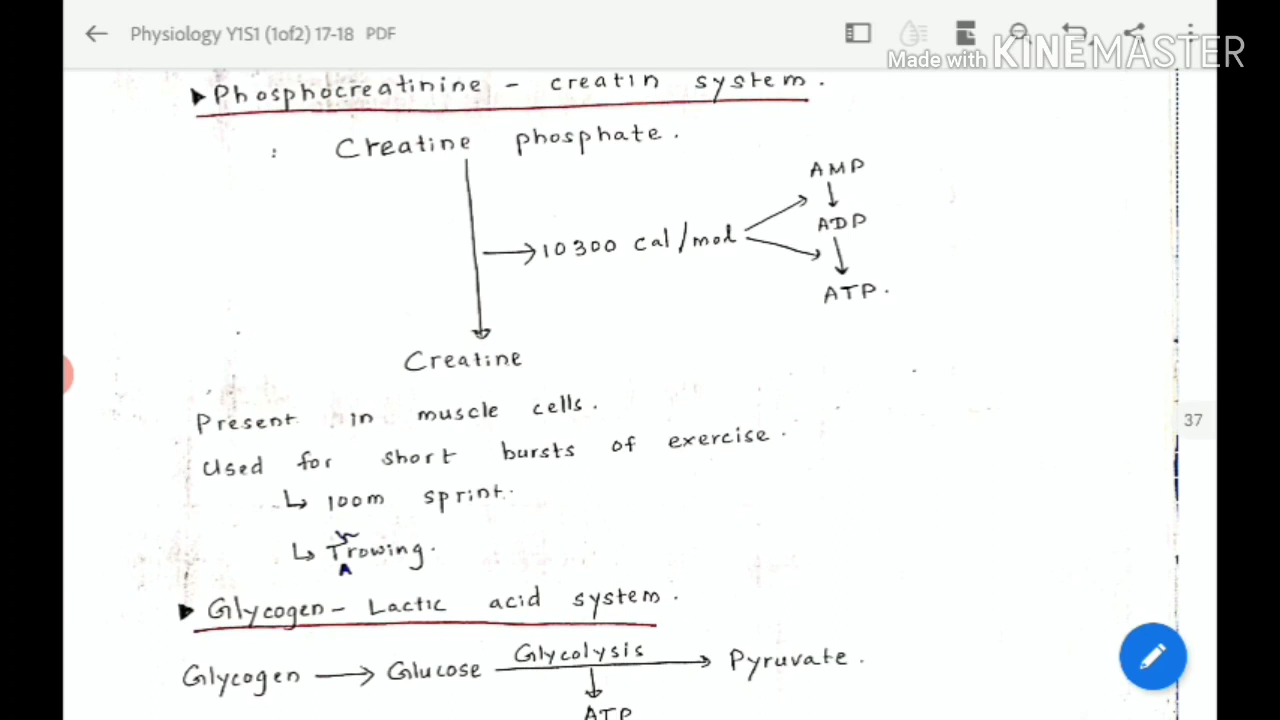 Physiology Y1S1 (1of2) 17-18 PDF
Made with KINEMASTER
▶ Phosphocreatinine - creatin system.
: Creatine phosphate.
AMP
ADP
→ 10300 cal/mol
ATP.
Creatine
Present in muscle cells.
Used for short bursts of exercise.
↳ 100m sprint.
↳ Trowing.
37
▶ Glycogen - Lactic acid system.
Glycogen → Glucose Glycolysis → Pyruvate.
ATP